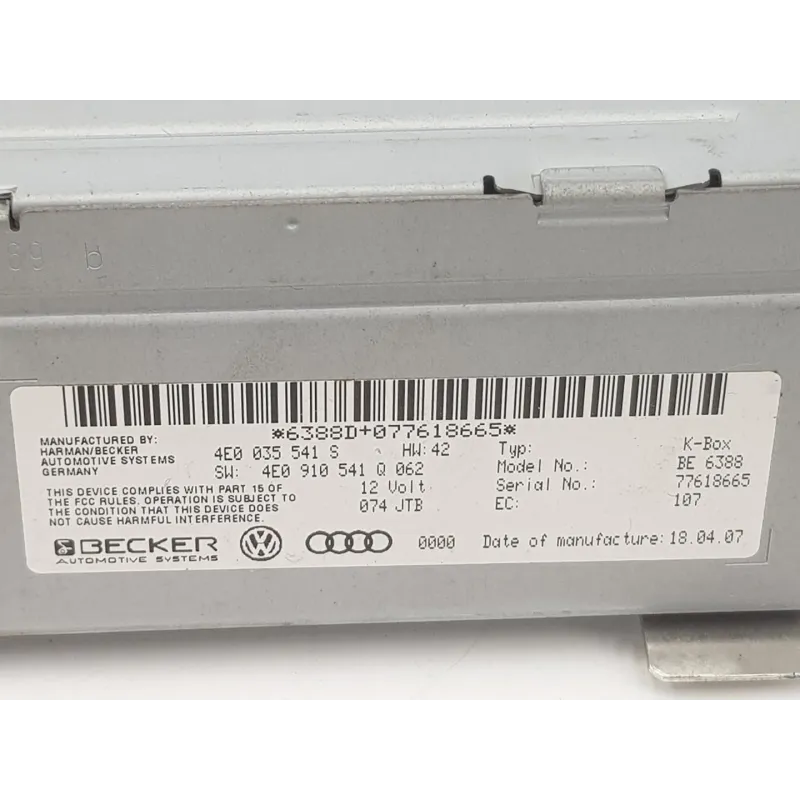 69 b
*6388D+077618665*
MANUFACTURED BY:
HARMAN/BECKER
AUTOMOTIVE SYSTEMS
GERMANY
4E0 035 541 S HW: 42
SW: 4E0 910 541 Q 062
THIS DEVICE COMPLIES WITH PART 15 OF
THE FCC RULES. OPERATION IS SUBJECT TO
THE CONDITION THAT THIS DEVICE DOES
NOT CAUSE HARMFUL INTERFERENCE.
12 Volt
074 JTB
Typ: K-Box
Model No.: BE 6388
Serial No.: 77618665
EC: 107
BECKER
AUTOMOTIVE SYSTEMS
0000 Date of manufacture: 18.04.07